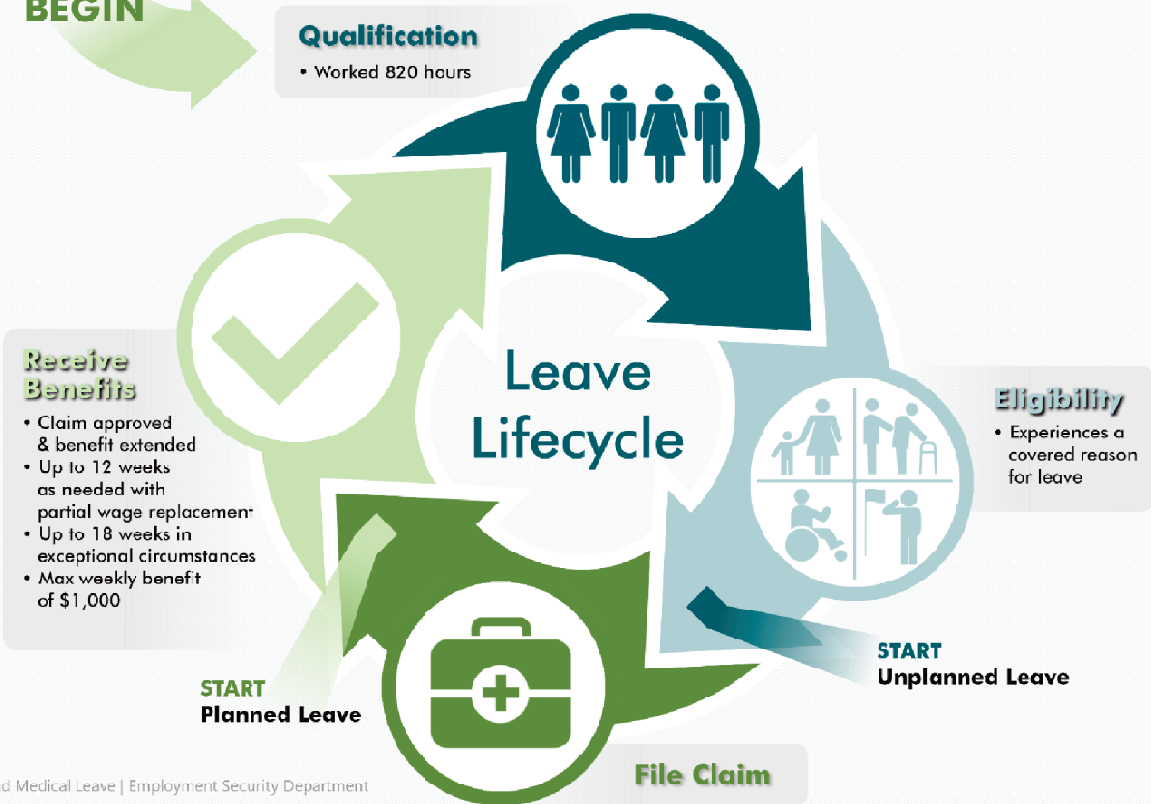 BEGIN
Qualification
• Worked 820 hours
Leave
Lifecycle
Eligibility
• Experiences a
covered reason
for leave
Receive
Benefits
• Claim approved
& benefit extended
• Up to 12 weeks
as needed with
partial wage replacement
• Up to 18 weeks in
exceptional circumstances
• Max weekly benefit
of $1,000
START
Unplanned Leave
START
Planned Leave
File Claim
d Medical Leave | Employment Security Department